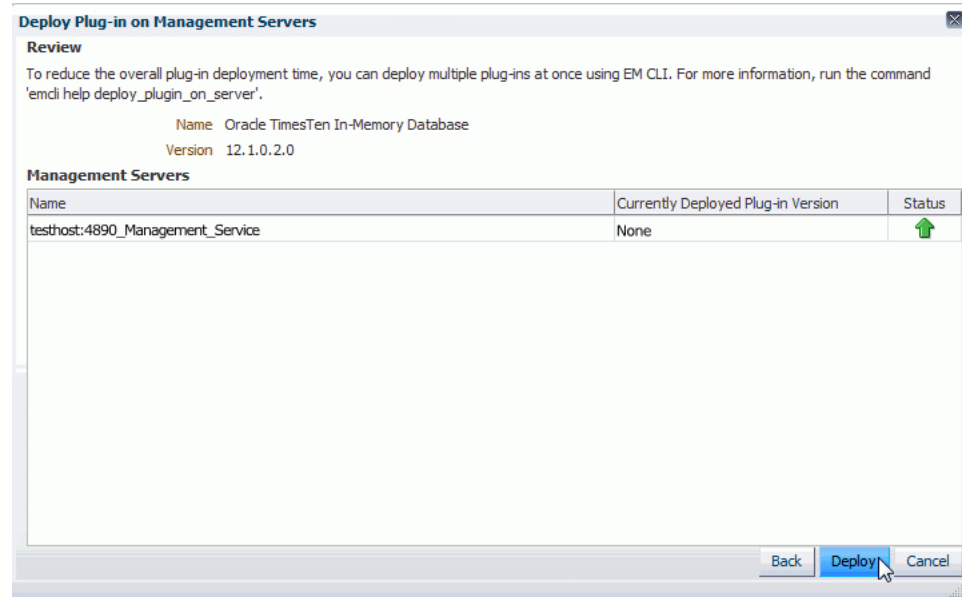 Deploy Plug-in on Management Servers
Review
To reduce the overall plug-in deployment time, you can deploy multiple plug-ins at once using EM CLI. For more information, run the command
'emcli help deploy_plugin_on_server'.
Name Oracle TimesTen In-Memory Database
Version 12.1.0.2.0
Management Servers
Name Currently Deployed Plug-in Version Status
testhost:4890_Management_Service None
Back Deploy Cancel